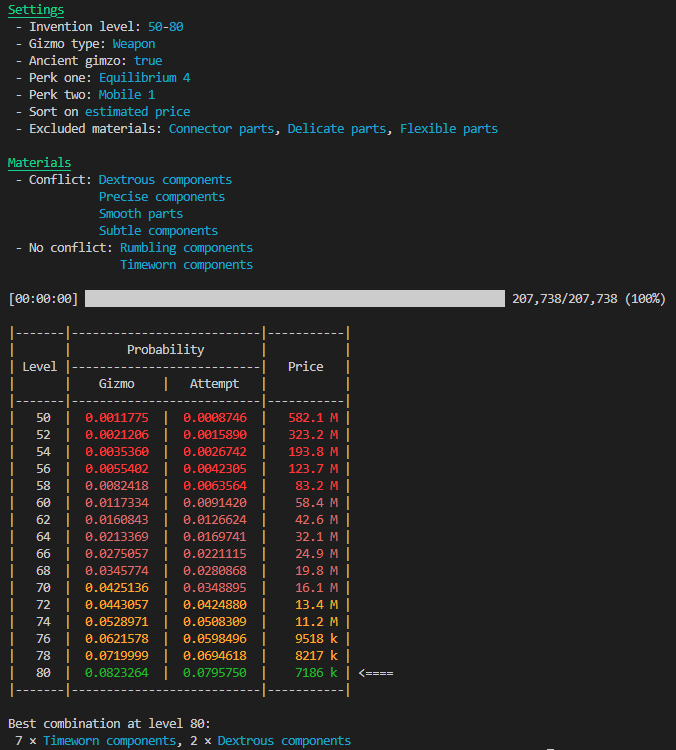 Settings
 - Invention level: 50-80
 - Gizmo type: Weapon
 - Ancient gimzo: true
 - Perk one: Equilibrium 4
 - Perk two: Mobile 1
 - Sort on estimated price
 - Excluded materials: Connector parts, Delicate parts, Flexible parts

Materials
 - Conflict: Dextrous components
             Precise components
             Smooth parts
             Subtle components
 - No conflict: Rumbling components
                Timeworn components

[00:00:00] 207,738/207,738 (100%)

|-------|---------------------------|-----------|
|       |        Probability        |           |
| Level |---------------------------|   Price   |
|       |    Gizmo    |   Attempt   |           |
|-------|---------------------------|-----------|
|   50  |  0.0011775  |  0.0008746  |   582.1 M |
|   52  |  0.0021206  |  0.0015890  |   323.2 M |
|   54  |  0.0035360  |  0.0026742  |   193.8 M |
|   56  |  0.0055402  |  0.0042305  |   123.7 M |
|   58  |  0.0082418  |  0.0063564  |    83.2 M |
|   60  |  0.0117334  |  0.0091420  |    58.4 M |
|   62  |  0.0160843  |  0.0126624  |    42.6 M |
|   64  |  0.0213369  |  0.0169741  |    32.1 M |
|   66  |  0.0275057  |  0.0221115  |    24.9 M |
|   68  |  0.0345774  |  0.0280868  |    19.8 M |
|   70  |  0.0425136  |  0.0348895  |    16.1 M |
|   72  |  0.0443057  |  0.0424880  |    13.4 M |
|   74  |  0.0528971  |  0.0508309  |    11.2 M |
|   76  |  0.0621578  |  0.0598496  |    9518 k |
|   78  |  0.0719999  |  0.0694618  |    8217 k |
|   80  |  0.0823264  |  0.0795750  |    7186 k | <====
|-------|---------------------------|-----------|

Best combination at level 80:
 7 × Timeworn components, 2 × Dextrous components